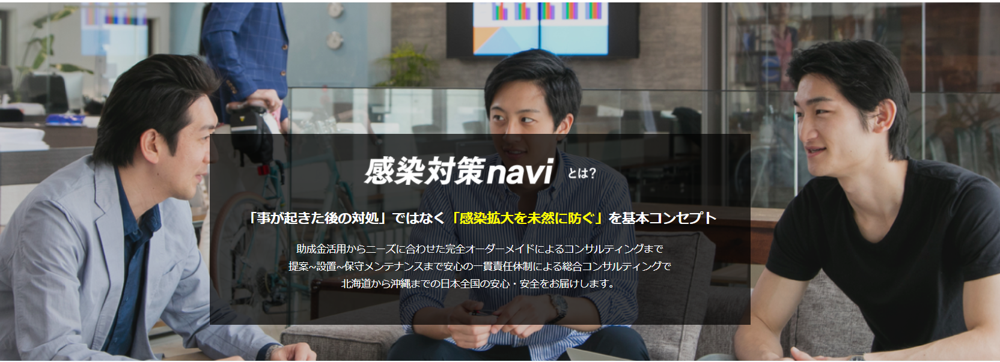 感染対策navi とは?
「事が起きた後の対処」ではなく「感染拡大を未然に防ぐ」を基本コンセプト
助成金活用からニーズに合わせた完全オーダーメイドによるコンサルティングまで
提案~設置~保守メンテナンスまで安心の一貫責任体制による総合コンサルティングで
北海道から沖縄までの日本全国の安心・安全をお届けします。